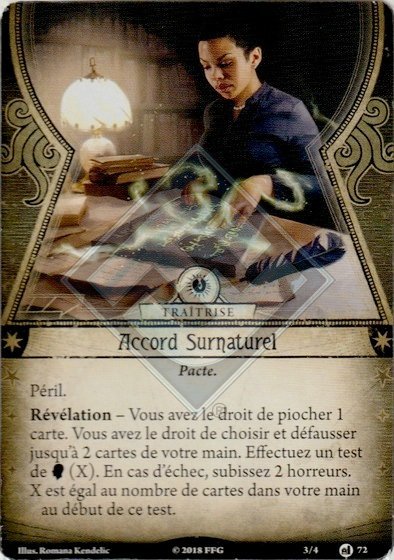 TRAÎTRISE
Accord Surnaturel
Pacte.
Péril.
Révélation – Vous avez le droit de piocher 1
carte. Vous avez le droit de choisir et défausser
jusqu'à 2 cartes de votre main. Effectuez un test
de (X). En cas d'échec, subissez 2 horreurs.
X est égal au nombre de cartes dans votre main
au début de ce test.
Illus. Romana Kendelic © 2018 FFG 3/4 72